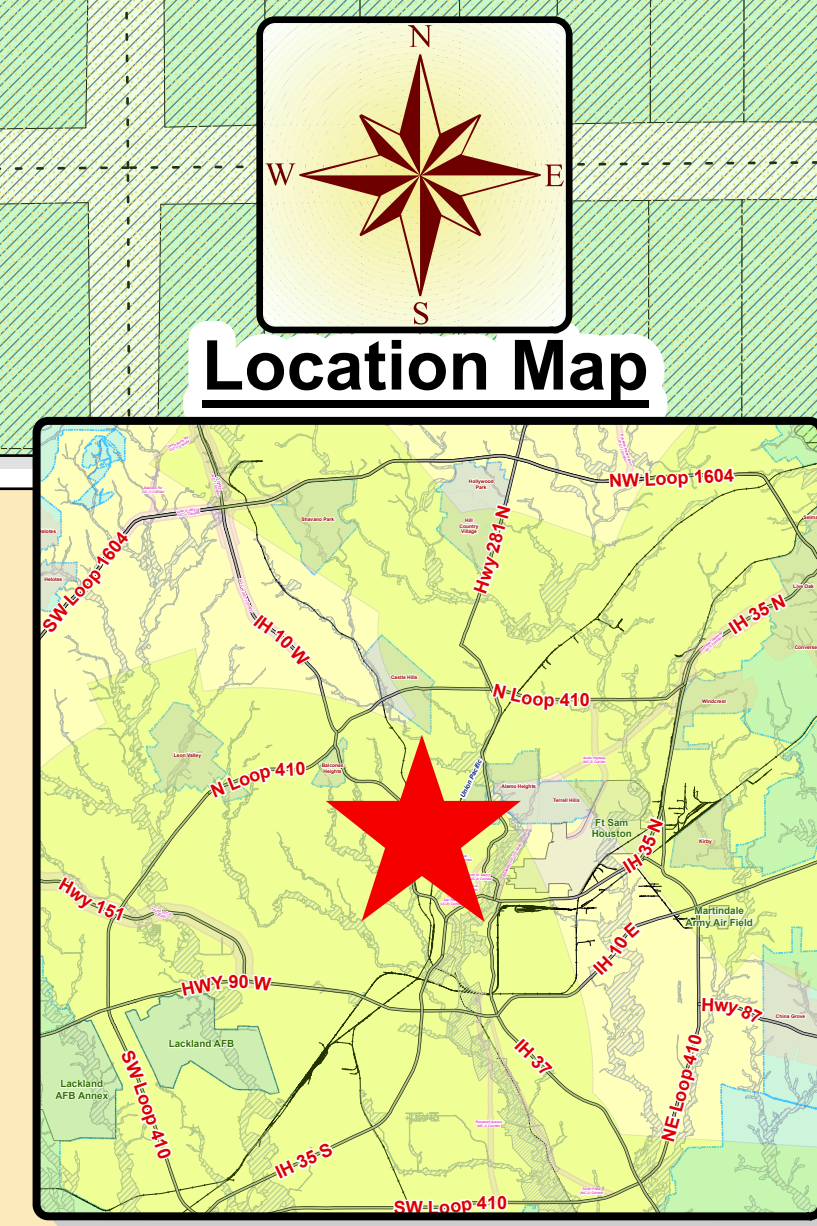 N
W
E
S
Location Map
NW Loop 1604
Hollywood
Park
Shavano Park
Hill
Country
Village
Hwy 281 N
SW Loop 1604
Helotes
Live Oak
IH 35 N
IH 10 W
Converse
Castle Hills
N Loop 410
Windcrest
Leon Valley
Balcones
Heights
N Loop 410
Alamo Heights
Terrell Hills
Ft Sam
Houston
IH 35 N
Kirby
Hwy 151
Martindale
Army Air Field
IH 10 E
HWY 90 W
Hwy 87
China Grove
Lackland AFB
IH 37
SW Loop 410
Lackland
AFB Annex
NE Loop 410
IH 35 S
SW Loop 410